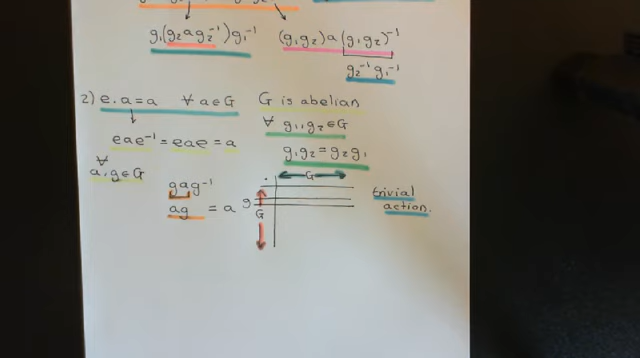 g₁(g₂ag₂⁻¹)g₁⁻¹ (g₁g₂)a(g₁g₂)⁻¹
g₂⁻¹g₁⁻¹
2) e.a=a ∀a∈G G is abelian
∀ g₁,g₂∈G
eae⁻¹=eae=a
g₁g₂=g₂g₁
∀
a,g∈G
gag⁻¹
ag = a
. G
g
G
trivial
action.